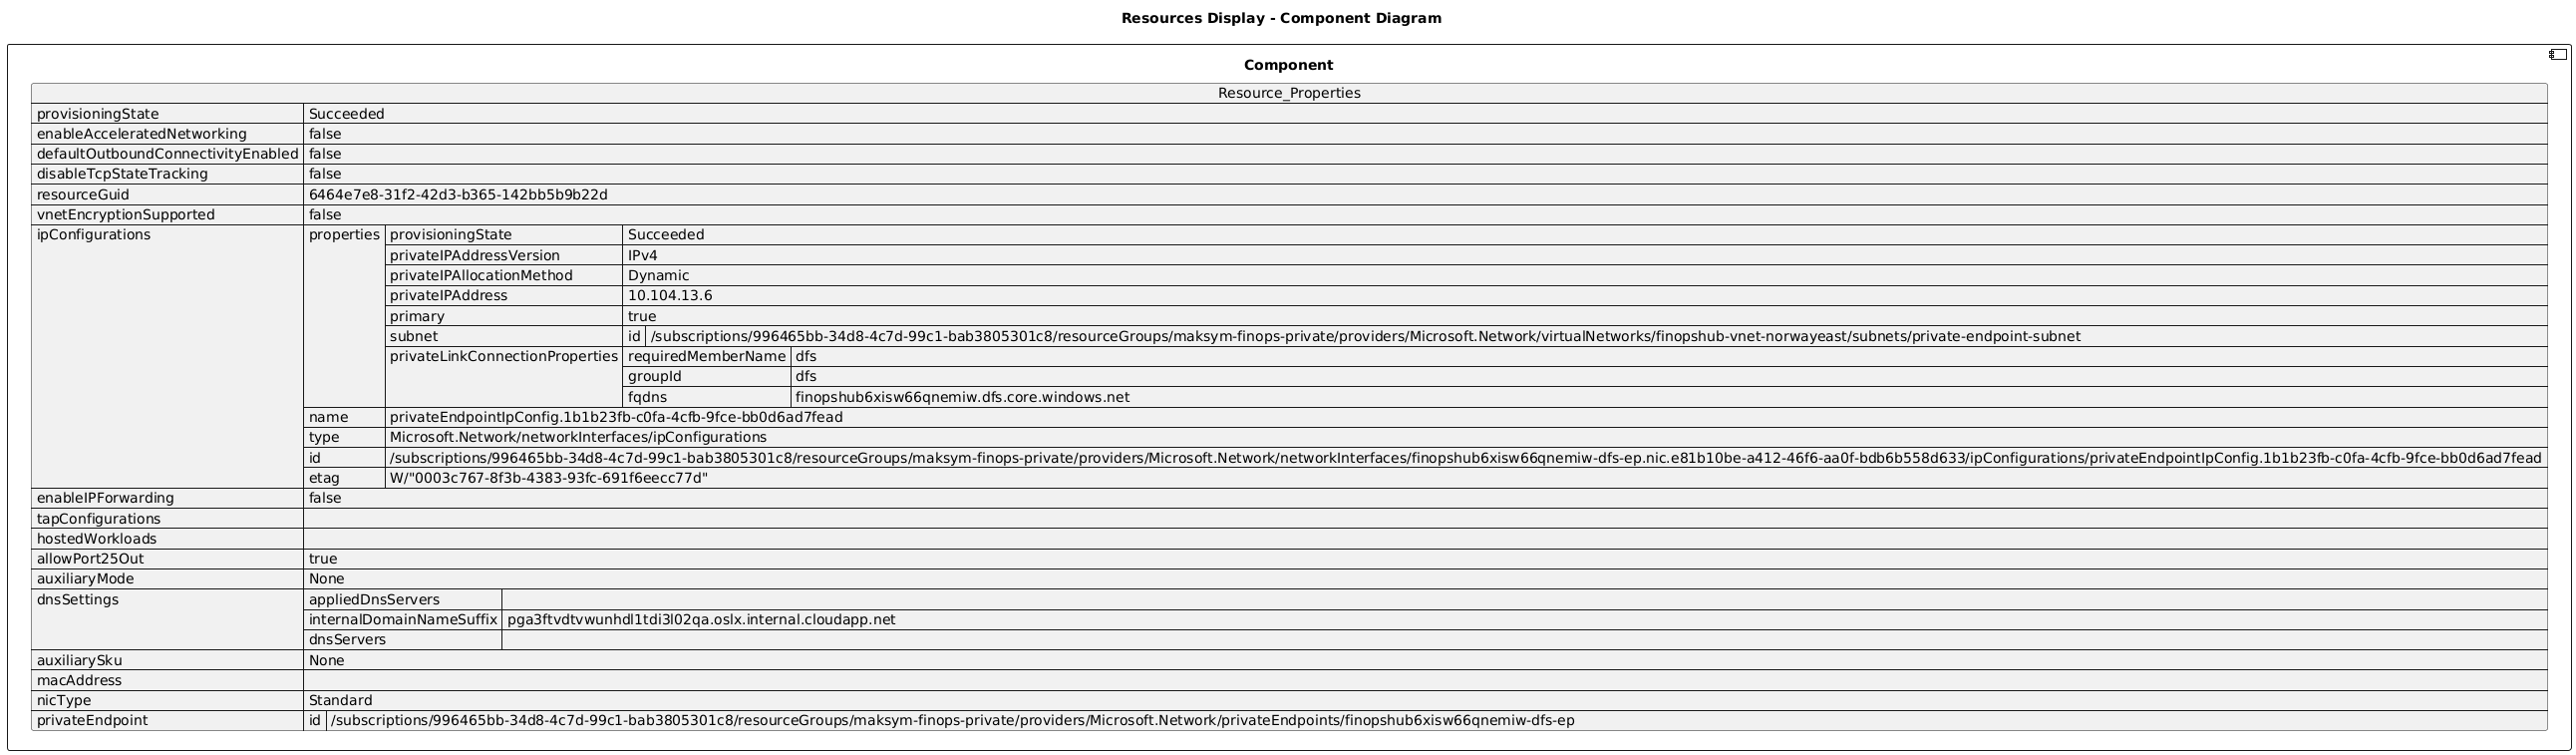 Resources Display - Component Diagram
Component
Resource_Properties
provisioningState Succeeded
enableAcceleratedNetworking false
defaultOutboundConnectivityEnabled false
disableTcpStateTracking false
resourceGuid 6464e7e8-31f2-42d3-b365-142bb5b9b22d
vnetEncryptionSupported false
ipConfigurations properties provisioningState Succeeded
privateIPAddressVersion IPv4
privateIPAllocationMethod Dynamic
privateIPAddress 10.104.13.6
primary true
subnet id /subscriptions/996465bb-34d8-4c7d-99c1-bab3805301c8/resourceGroups/maksym-finops-private/providers/Microsoft.Network/virtualNetworks/finopshub-vnet-norwayeast/subnets/private-endpoint-subnet
privateLinkConnectionProperties requiredMemberName dfs
groupId dfs
fqdns finopshub6xisw66qnemiw.dfs.core.windows.net
name privateEndpointIpConfig.1b1b23fb-c0fa-4cfb-9fce-bb0d6ad7fead
type Microsoft.Network/networkInterfaces/ipConfigurations
id /subscriptions/996465bb-34d8-4c7d-99c1-bab3805301c8/resourceGroups/maksym-finops-private/providers/Microsoft.Network/networkInterfaces/finopshub6xisw66qnemiw-dfs-ep.nic.e81b10be-a412-46f6-aa0f-bdb6b558d633/ipConfigurations/privateEndpointIpConfig.1b1b23fb-c0fa-4cfb-9fce-bb0d6ad7fead
etag W/"0003c767-8f3b-4383-93fc-691f6eecc77d"
enableIPForwarding false
tapConfigurations
hostedWorkloads
allowPort25Out true
auxiliaryMode None
dnsSettings appliedDnsServers
internalDomainNameSuffix pga3ftvdtvwunhdl1tdi3l02qa.oslx.internal.cloudapp.net
dnsServers
auxiliarySku None
macAddress
nicType Standard
privateEndpoint id /subscriptions/996465bb-34d8-4c7d-99c1-bab3805301c8/resourceGroups/maksym-finops-private/providers/Microsoft.Network/privateEndpoints/finopshub6xisw66qnemiw-dfs-ep